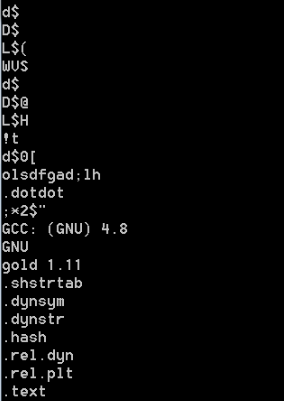 d$
D$
L$(
WVS
d$
D$@
L$H
!t
d$0[
olsdfgad;lh
.dotdot
;*2$"
GCC: (GNU) 4.8
GNU
gold 1.11
.shstrtab
.dynsym
.dynstr
.hash
.rel.dyn
.rel.plt
.text